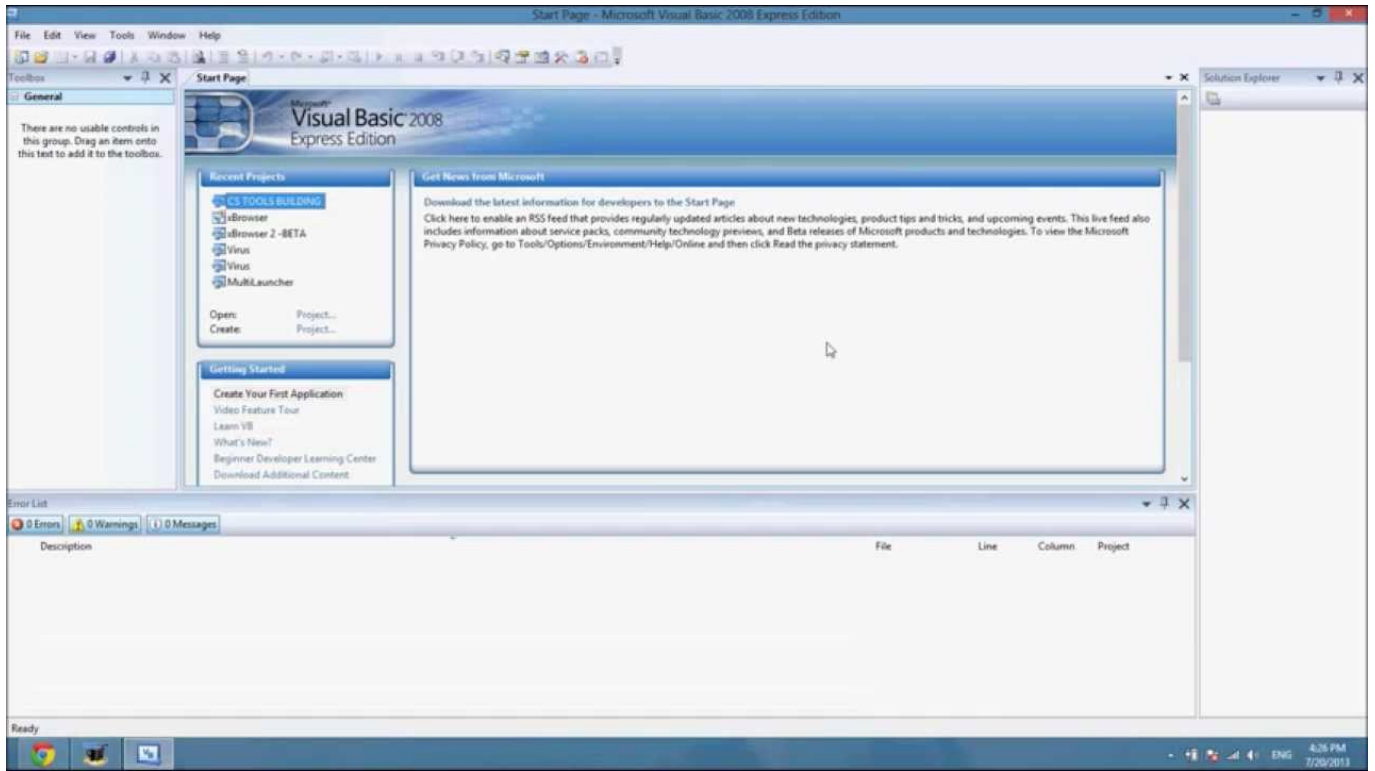 Start Page - Microsoft Visual Basic 2008 Express Edition
File Edit View Tools Window Help
Toolbox
Start Page
Solution Explorer
General
There are no usable controls in
this group. Drag an item onto
this text to add it to the toolbox.
Microsoft
Visual Basic 2008
Express Edition
Recent Projects
CS TOOLS BUILDING
xBrowser
xBrowser 2 -BETA
Virus
Virus
MultiLauncher
Open: Project...
Create: Project...
Get News from Microsoft
Download the latest information for developers to the Start Page
Click here to enable an RSS feed that provides regularly updated articles about new technologies, product tips and tricks, and upcoming events. This live feed also
includes information about service packs, community technology previews, and Beta releases of Microsoft products and technologies. To view the Microsoft
Privacy Policy, go to Tools/Options/Environment/Help/Online and then click Read the privacy statement.
Getting Started
Create Your First Application
Video Feature Tour
Learn VB
What's New?
Beginner Developer Learning Center
Download Additional Content
Error List
0 Errors 0 Warnings 0 Messages
Description File Line Column Project
Ready
ENG
4:26 PM
7/20/2013